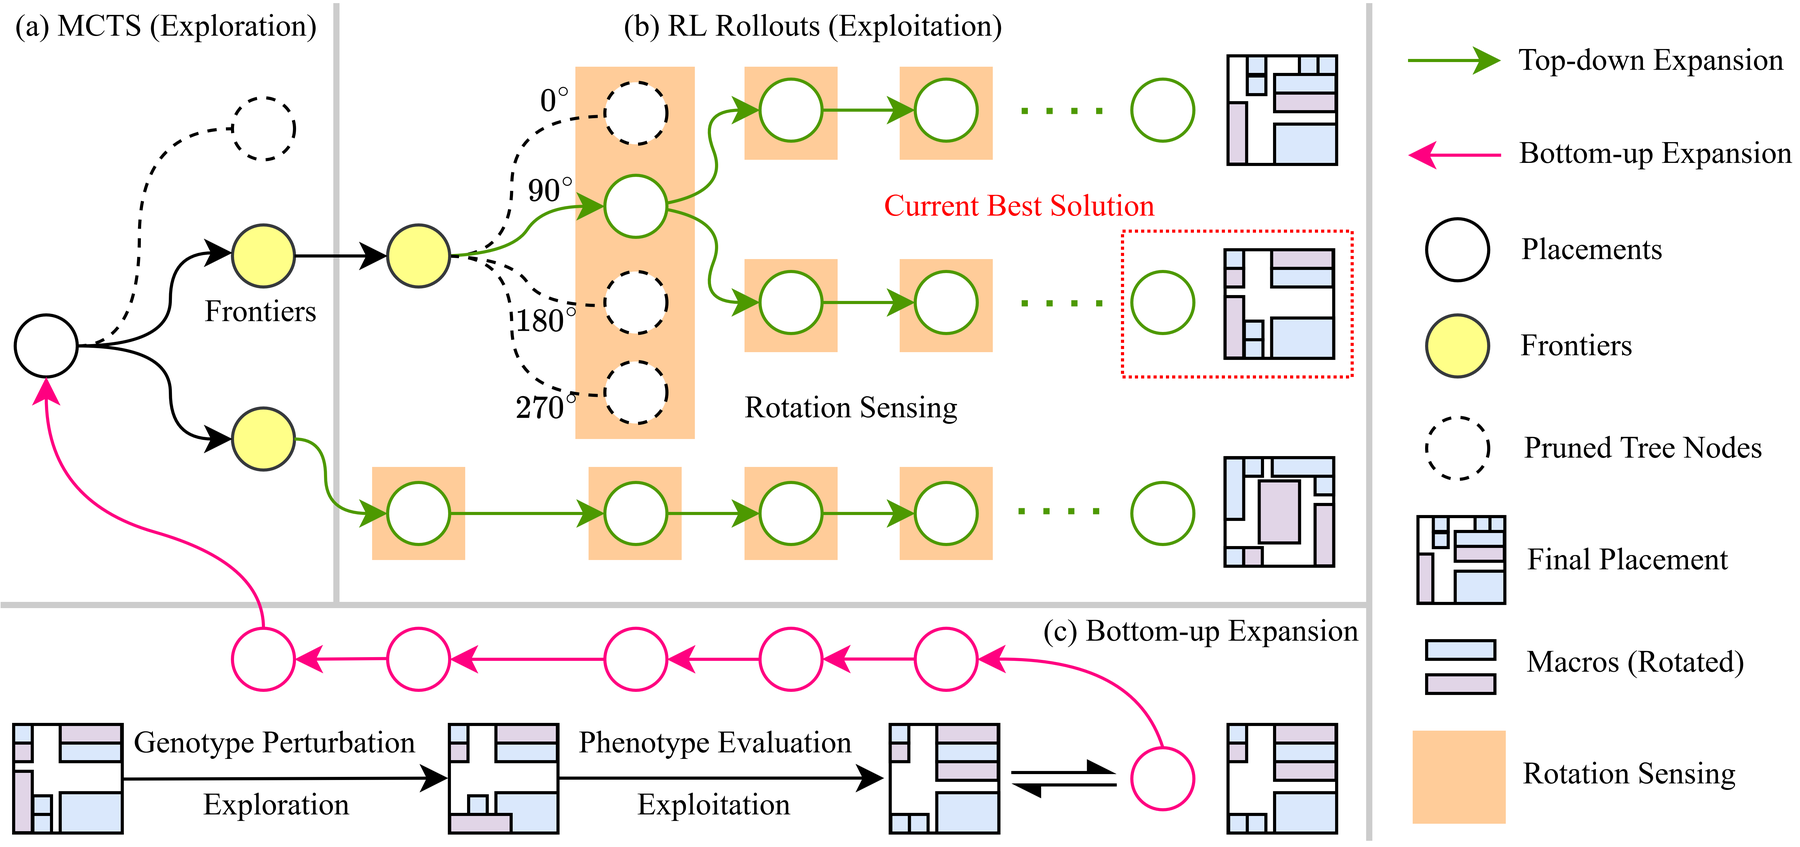 (a) MCTS (Exploration)
(b) RL Rollouts (Exploitation)
0°
90°
180°
270°
Frontiers
Current Best Solution
Rotation Sensing
(c) Bottom-up Expansion
Genotype Perturbation
Exploration
Phenotype Evaluation
Exploitation
Top-down Expansion
Bottom-up Expansion
Placements
Frontiers
Pruned Tree Nodes
Final Placement
Macros (Rotated)
Rotation Sensing